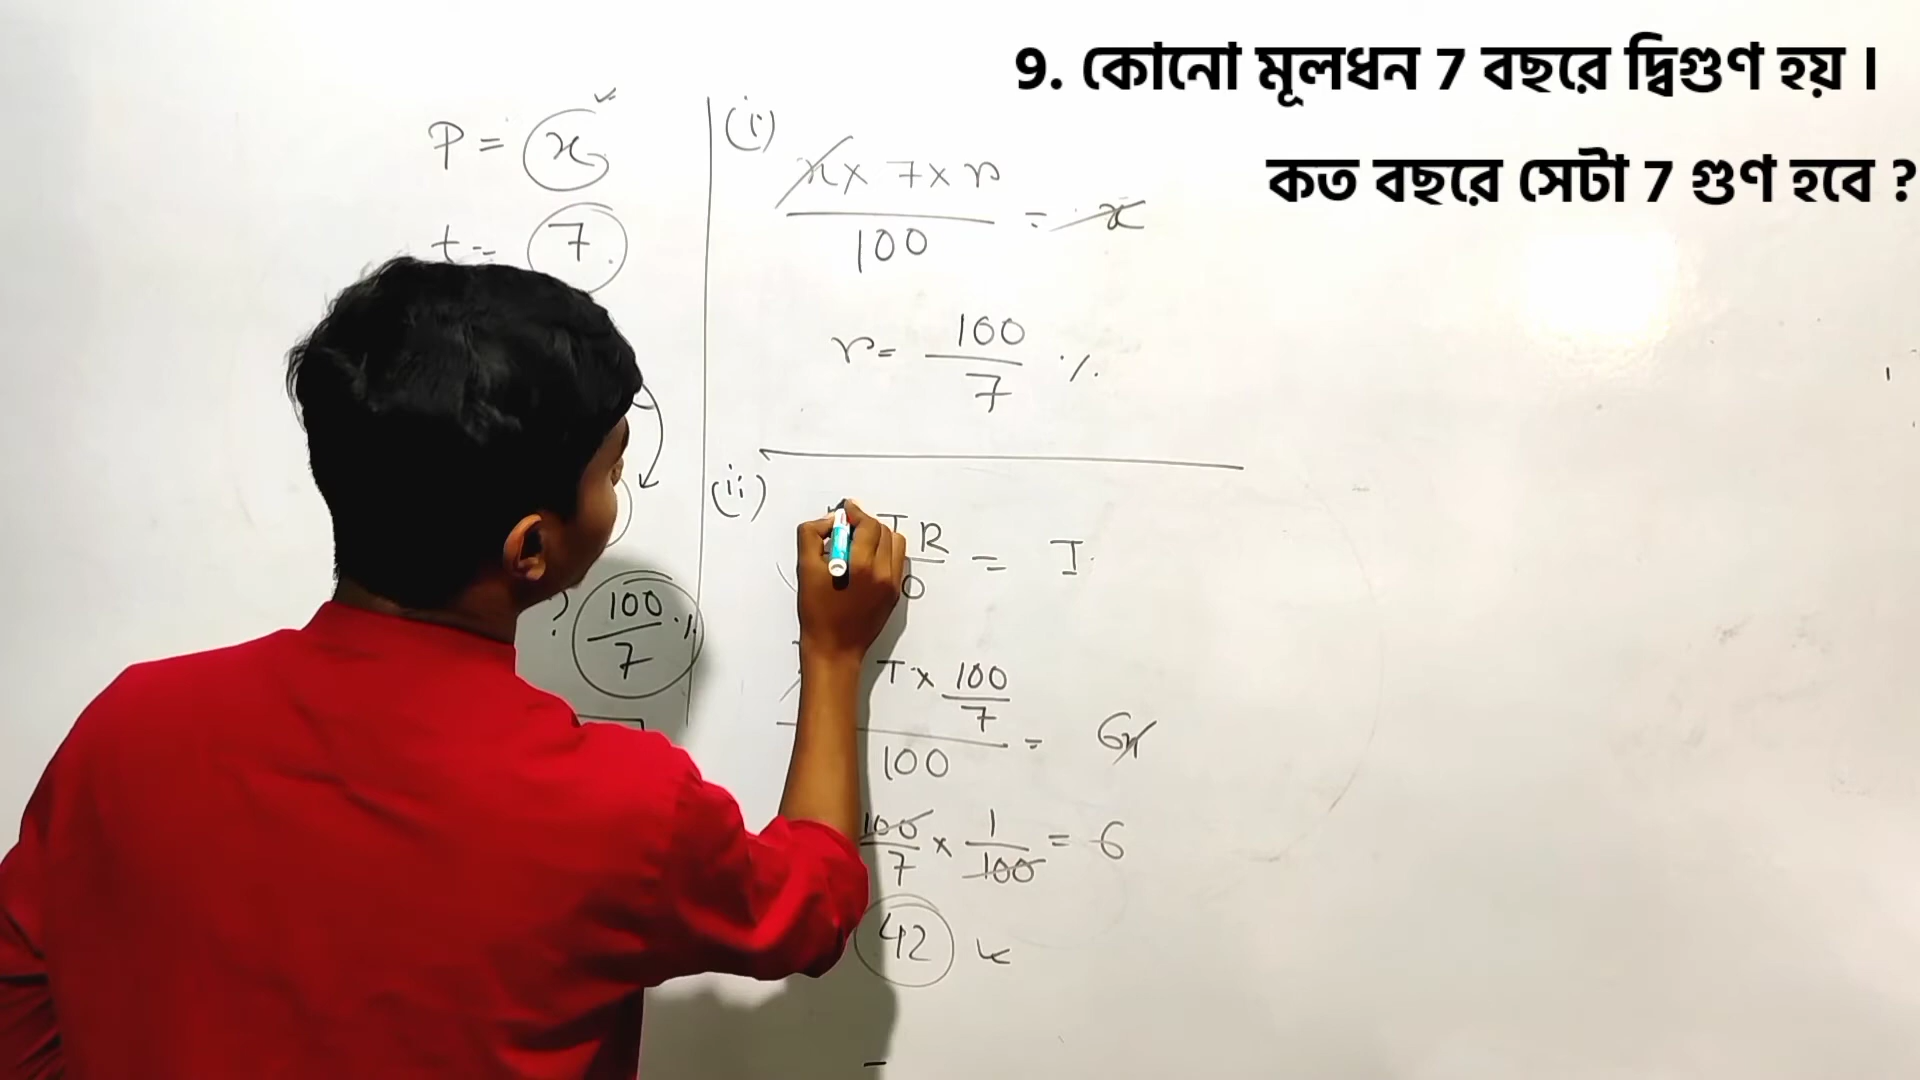 9. কোনো মূলধন 7 বছরে দ্বিগুণ হয় ।
কত বছরে সেটা 7 গুণ হবে ?
P = x
t = 7
? 100/7 %
(i)
x × 7 × r / 100 = x
r = 100/7 %
(ii)
T R = I
T × 100/7 / 100 = 6x
100/7 × 1/100 = 6
42